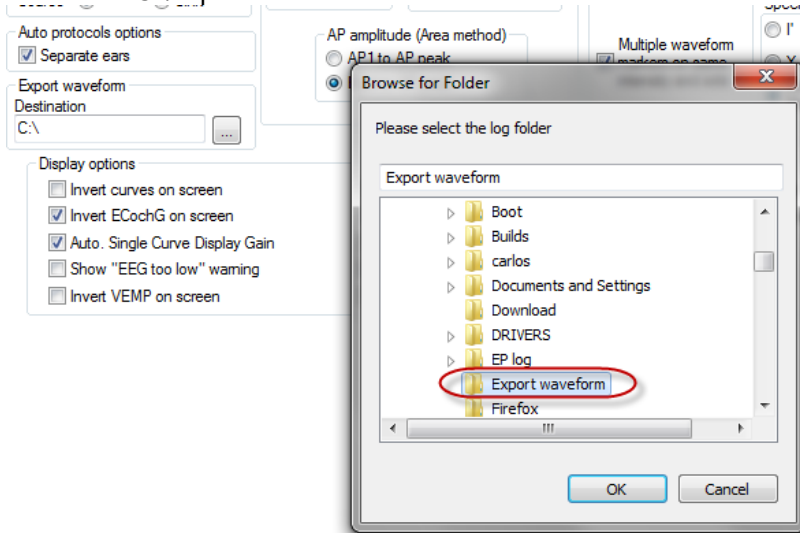 Auto protocols options
Separate ears
Export waveform
Destination
C:\
...
Display options
Invert curves on screen
Invert ECochG on screen
Auto. Single Curve Display Gain
Show "EEG too low" warning
Invert VEMP on screen
AP amplitude (Area method)
AP1 to AP peak
Multiple waveform
markers on same
Browse for Folder
Please select the log folder
Export waveform
Boot
Builds
carlos
Documents and Settings
Download
DRIVERS
EP log
Export waveform
Firefox
OK
Cancel